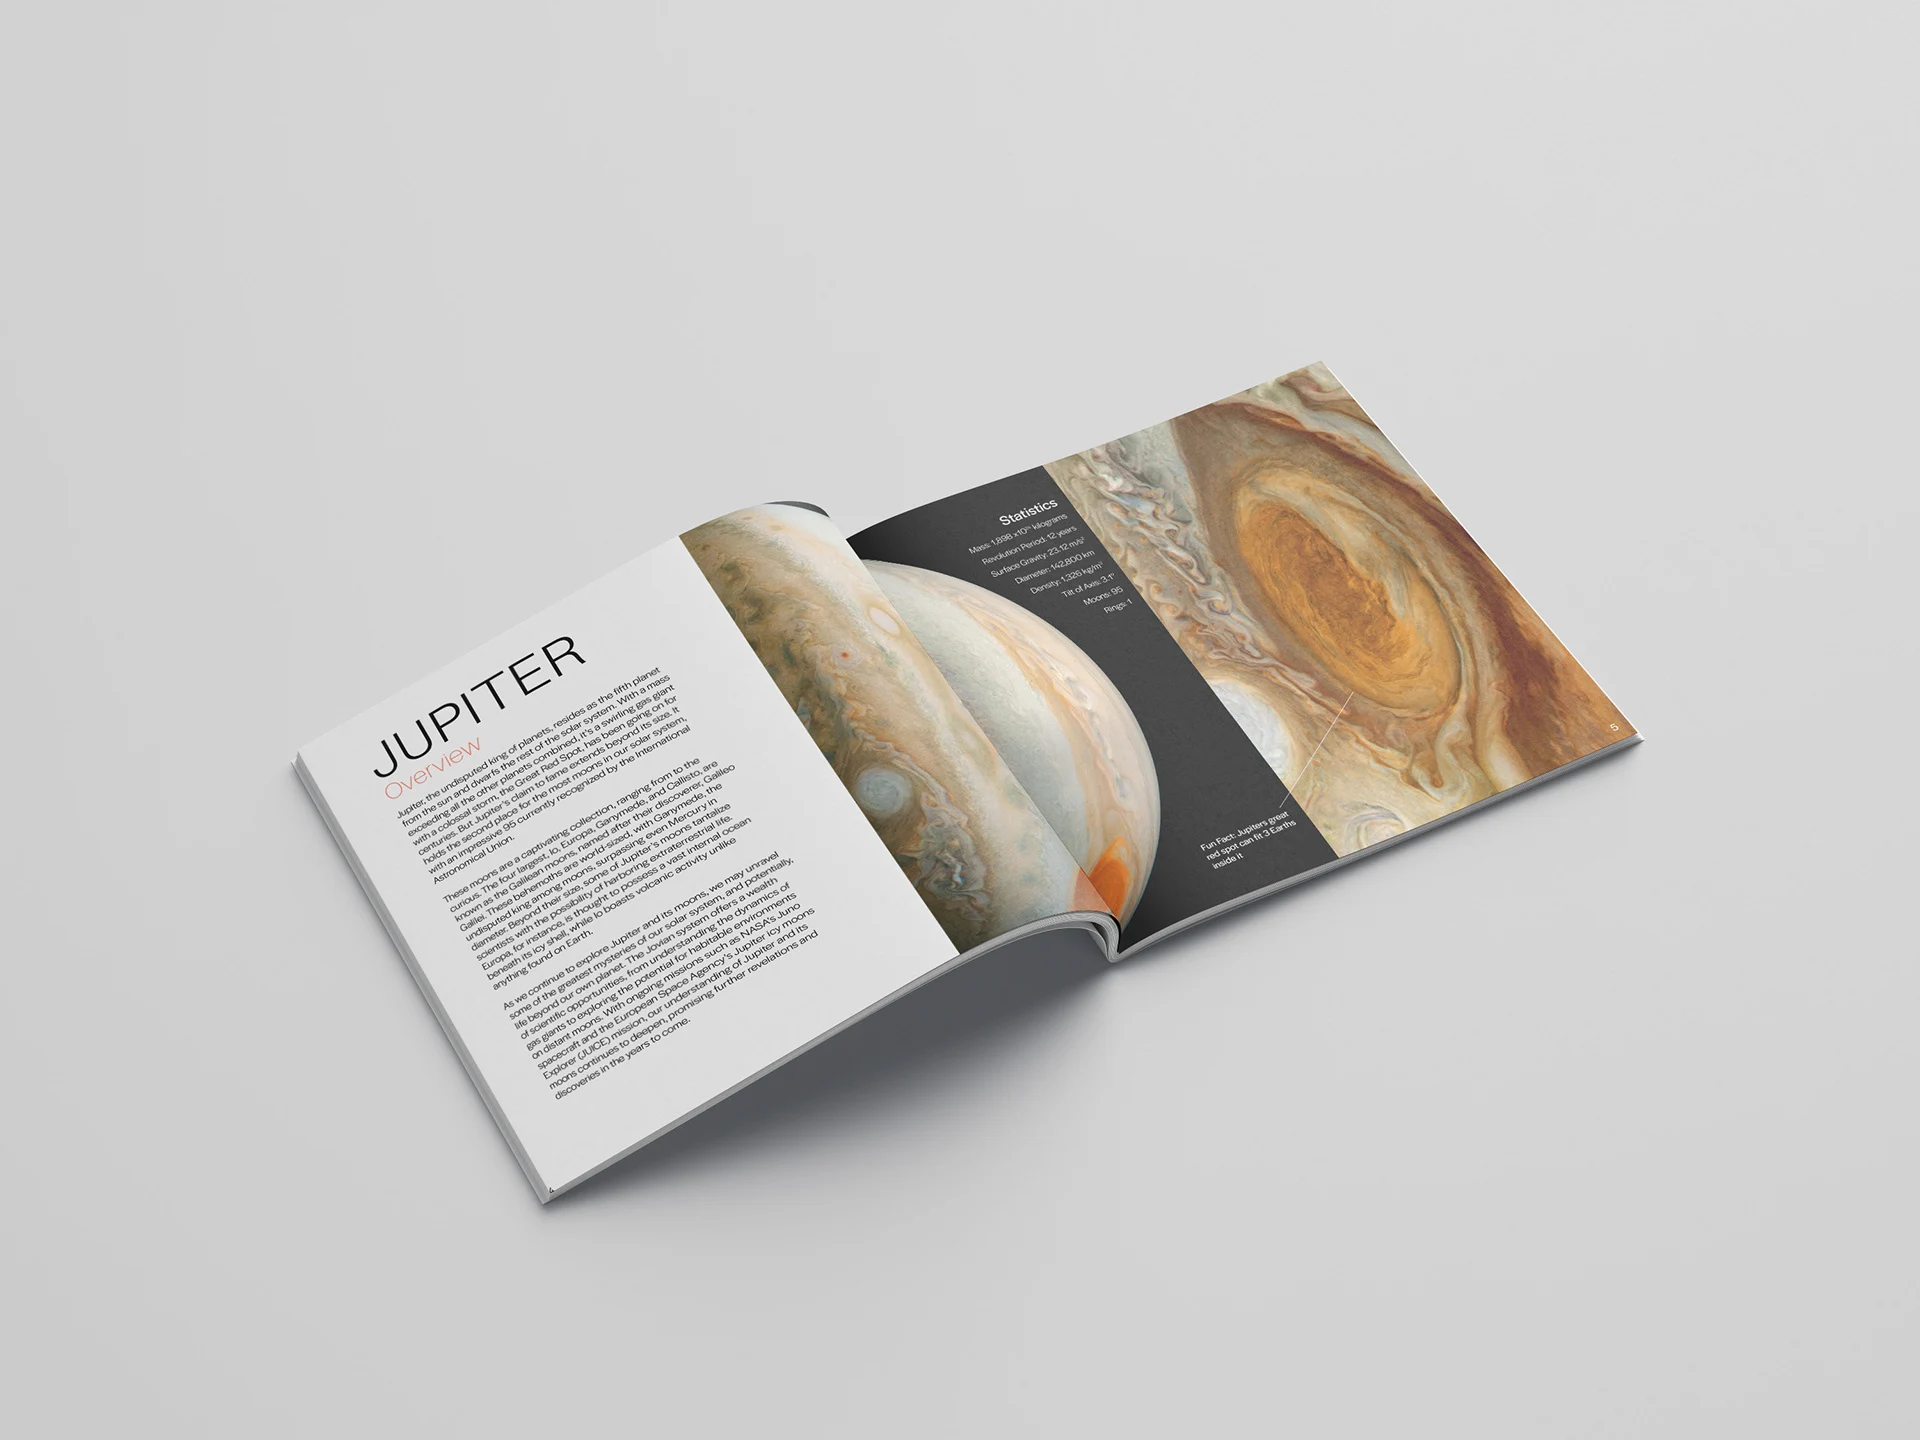 JUPITER
Overview
Jupiter, the undisputed king of planets, resides as the fifth planet
from the sun and dwarfs the rest of the solar system. With a mass
exceeding all the other planets combined, it's a swirling gas giant
with a colossal storm, the Great Red Spot, has been going on for
centuries. But Jupiter's claim to fame extends beyond its size. It
holds the second place for the most moons in our solar system,
with an impressive 95 currently recognized by the International
Astronomical Union.
These moons are a captivating collection, ranging from to the
curious. The four largest, Io, Europa, Ganymede, and Callisto, are
known as the Galilean moons, named after their discoverer, Galileo
Galilei. These behemoths are world-sized, with Ganymede, the
undisputed king among moons, surpassing even Mercury in
diameter. Beyond their size, some of Jupiter's moons tantalize
scientists with the possibility of harboring extraterrestrial life.
Europa, for instance, is thought to possess a vast internal ocean
beneath its icy shell, while Io boasts volcanic activity unlike
anything found on Earth.
As we continue to explore Jupiter and its moons, we may unravel
some of the greatest mysteries of our solar system, and potentially,
life beyond our own planet. The Jovian system offers a wealth
of scientific opportunities, from understanding the dynamics of
gas giants to exploring the potential for habitable environments
on distant moons. With ongoing missions such as NASA's Juno
spacecraft and the European Space Agency's Jupiter icy moons
Explorer (JUICE) mission, our understanding of Jupiter and its
moons continues to deepen, promising further revelations and
discoveries in the years to come.
4
Statistics
Mass: 1,898 x10²⁴ kilograms
Revolution Period: 12 years
Surface Gravity: 23.12 m/s²
Diameter: 142,800 km
Density: 1,326 kg/m³
Tilt of Axis: 3.1°
Moons: 95
Rings: 1
Fun Fact: Jupiters great
red spot can fit 3 Earths
inside it
5